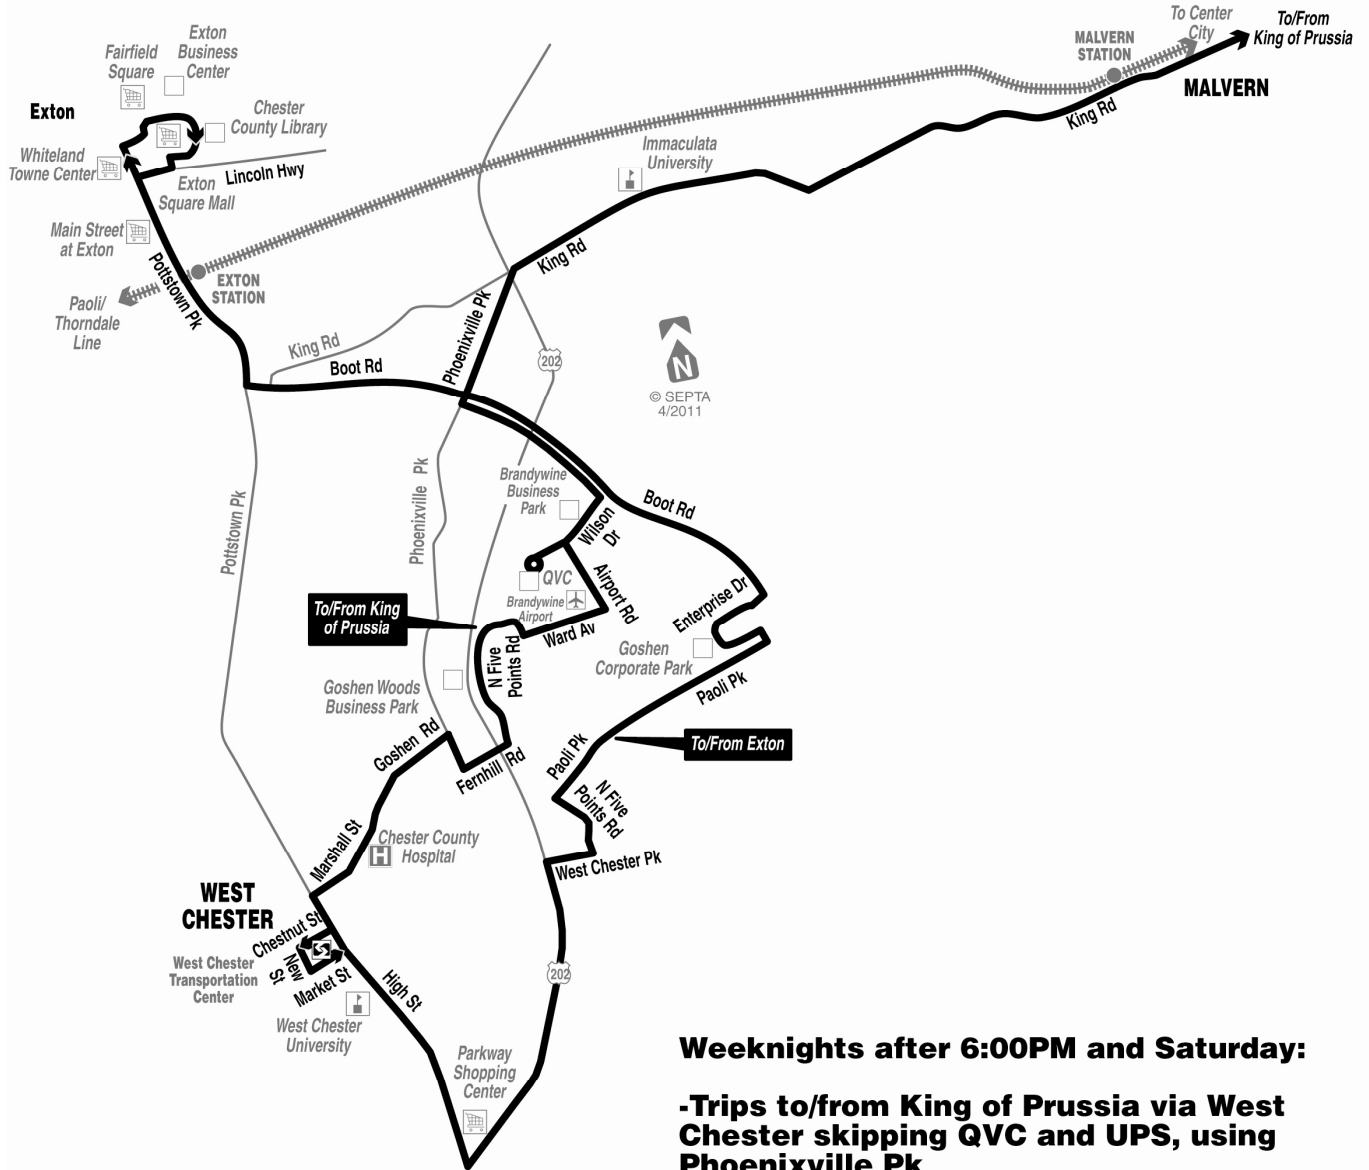 To Center
City
To/From
King of Prussia
MALVERN
STATION
MALVERN
King Rd
Exton
Business
Center
Fairfield
Square
Exton
Chester
County Library
Whiteland
Towne Center
Lincoln Hwy
Exton
Square Mall
Immaculata
University
Main Street
at Exton
Pottstown Pk
EXTON
STATION
King Rd
Paoli/
Thorndale
Line
King Rd
Boot Rd
Phoenixville Pk
202
N
© SEPTA
4/2011
Phoenixville Pk
Brandywine
Business
Park
Boot Rd
Pottstown Pk
Wilson
Dr
QVC
Airport Rd
Brandywine
Airport
Enterprise Dr
To/From King
of Prussia
Ward Av
N Five
Points Rd
Goshen
Corporate Park
Goshen Woods
Business Park
Paoli Pk
Goshen Rd
Fernhill Rd
To/From Exton
Paoli Pk
N Five
Points Rd
Marshall St
Chester County
Hospital
H
West Chester Pk
WEST
CHESTER
Chestnut St
West Chester
Transportation
Center
New
St
Market St
High St
202
West Chester
University
Parkway
Shopping
Center
Weeknights after 6:00PM and Saturday:
-Trips to/from King of Prussia via West
Chester skipping QVC and UPS, using
Phoenixville Pk